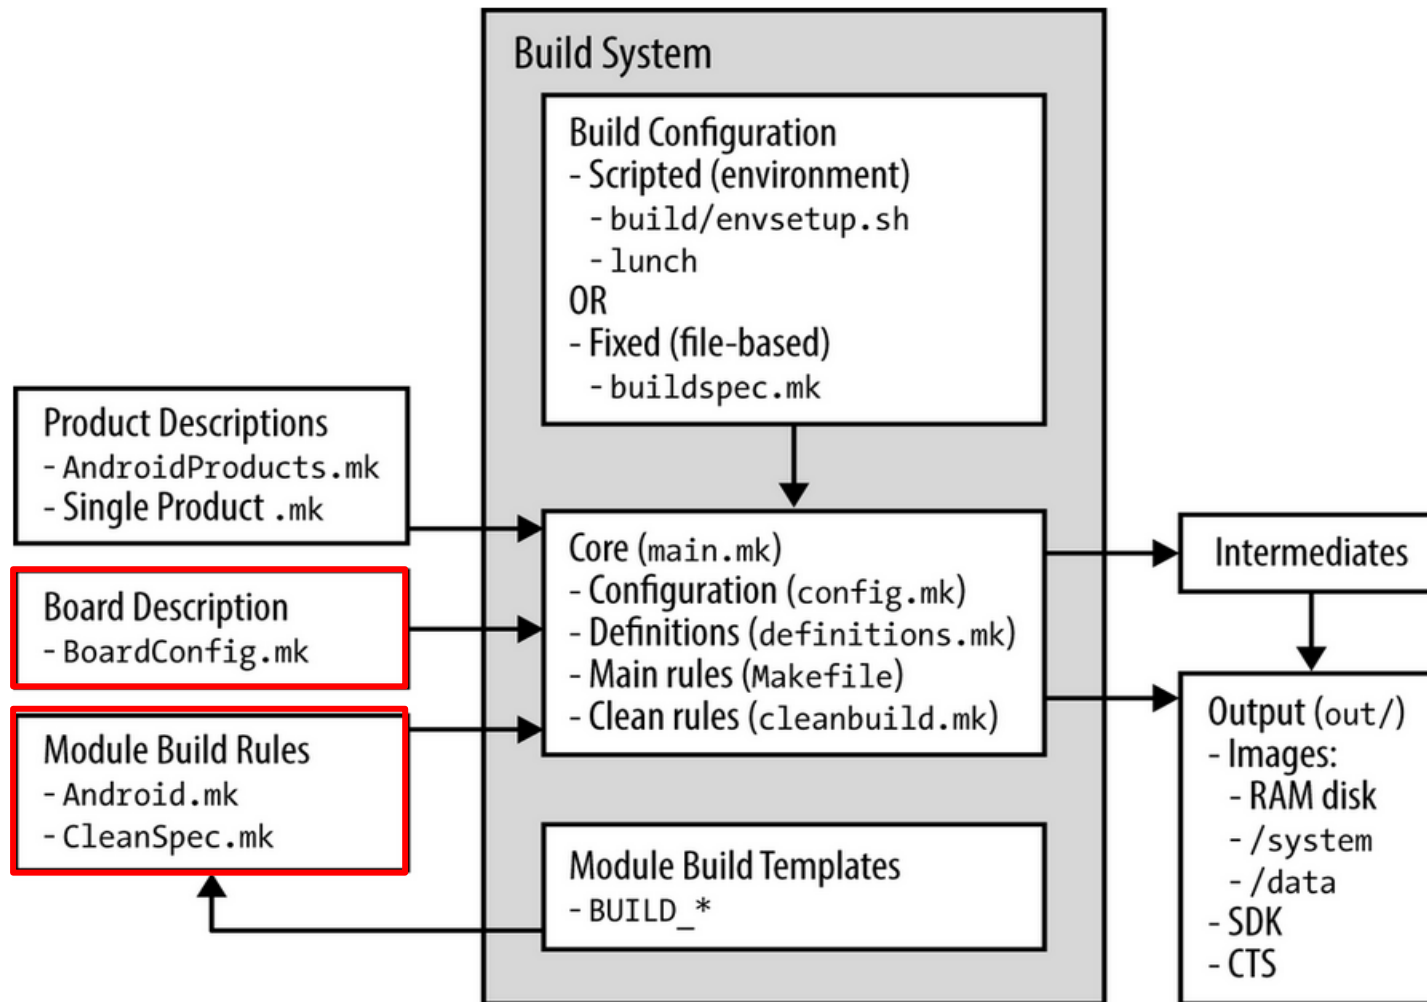 Build System
Build Configuration
- Scripted (environment)
- build/envsetup.sh
- lunch
OR
- Fixed (file-based)
- buildspec.mk
Product Descriptions
- AndroidProducts.mk
- Single Product .mk
Board Description
- BoardConfig.mk
Module Build Rules
- Android.mk
- CleanSpec.mk
Core (main.mk)
- Configuration (config.mk)
- Definitions (definitions.mk)
- Main rules (Makefile)
- Clean rules (cleanbuild.mk)
Module Build Templates
- BUILD_*
Intermediates
Output (out/)
- Images:
- RAM disk
- /system
- /data
- SDK
- CTS